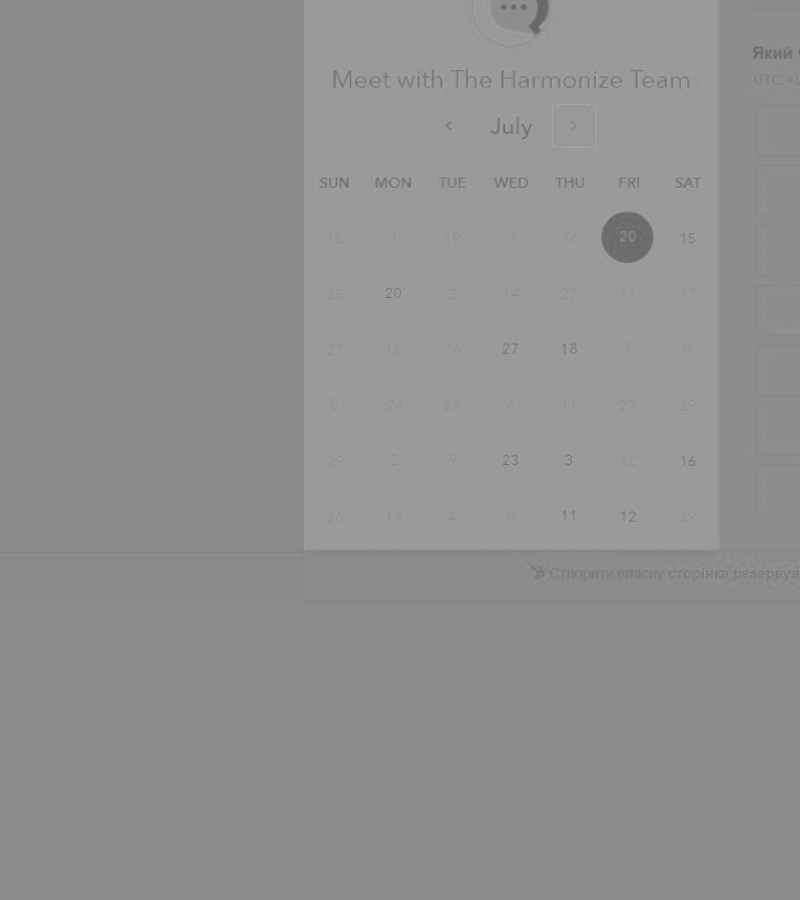 Meet with The Harmonize Team
July
SUN MON TUE WED THU FRI SAT
18 1 19 3 16 20 15
25 20 3 14 27 11 17
27 18 16 27 18 7 8
5 24 28 4 11 27 29
29 2 9 23 3 12 16
26 14 4 8 11 12 29
Який
UTC
Створити власну сторінка резервув